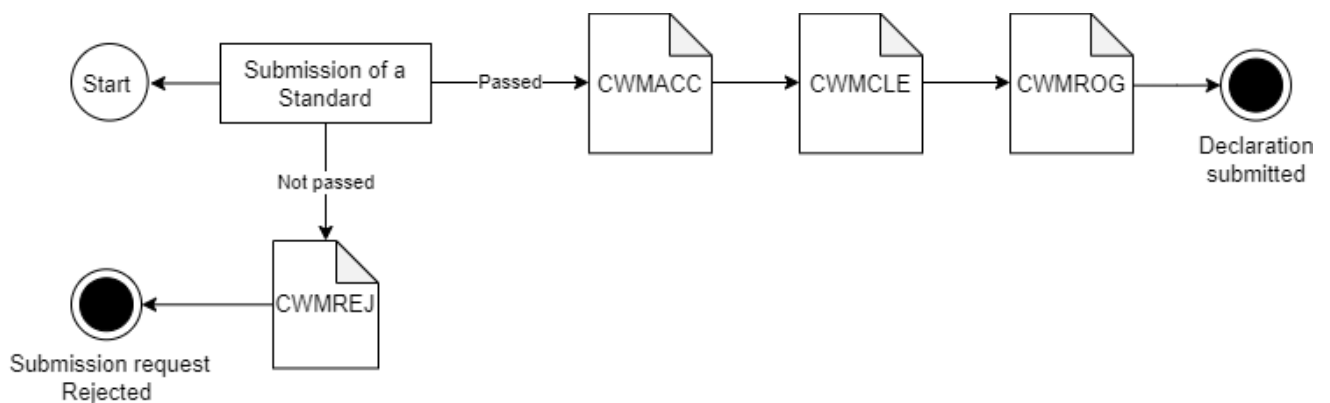 Start
Submission of a
Standard
Passed
CWMACC
CWMCLE
CWMROG
Declaration
submitted
Not passed
CWMREJ
Submission request
Rejected